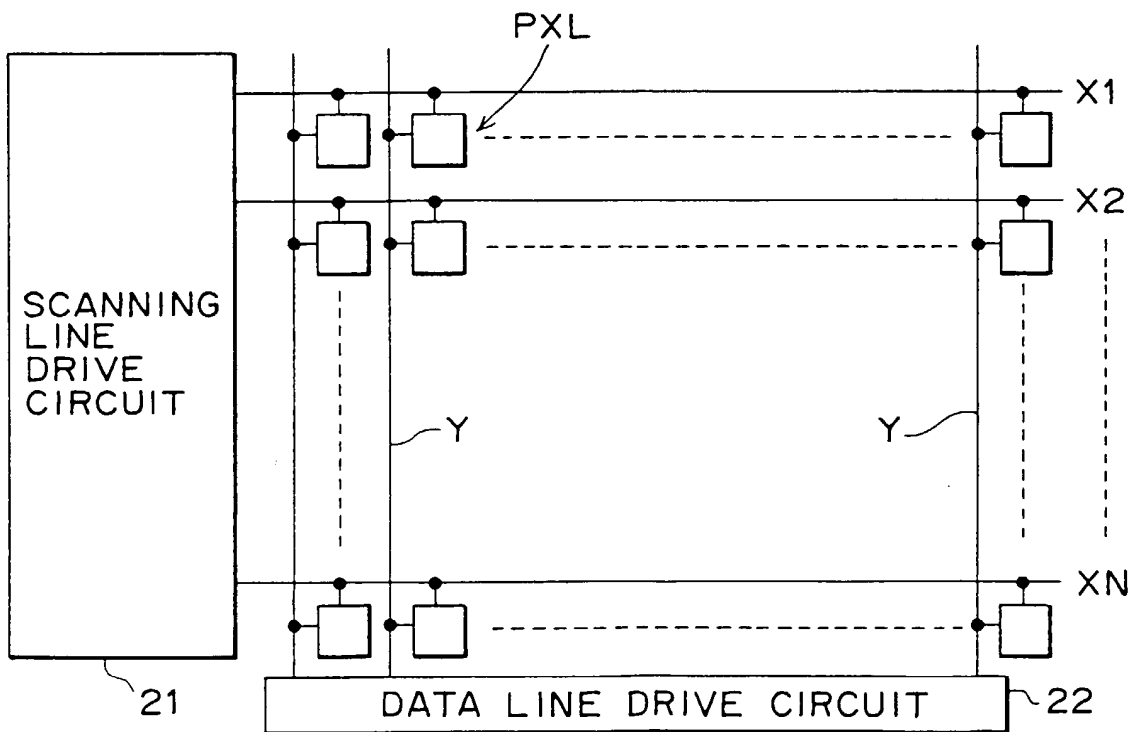 PXL
X1
X2
SCANNING
LINE
DRIVE
CIRCUIT
Y
Y
XN
21
DATA LINE DRIVE CIRCUIT
22